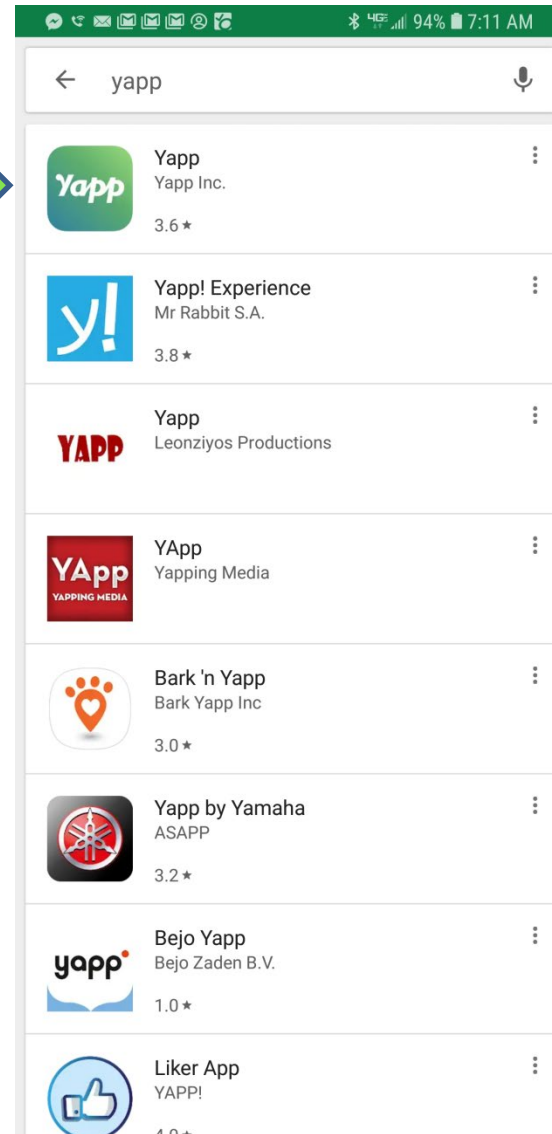 4GE 94% 7:11 AM
yapp
Yapp
Yapp
Yapp Inc.
3.6★
y!
Yapp! Experience
Mr Rabbit S.A.
3.8★
YAPP
Yapp
Leonziyos Productions
YApp
YAPPING MEDIA
YApp
Yapping Media
Bark 'n Yapp
Bark Yapp Inc
3.0★
Yapp by Yamaha
ASAPP
3.2★
yapp
Bejo Yapp
Bejo Zaden B.V.
1.0★
Liker App
YAPP!